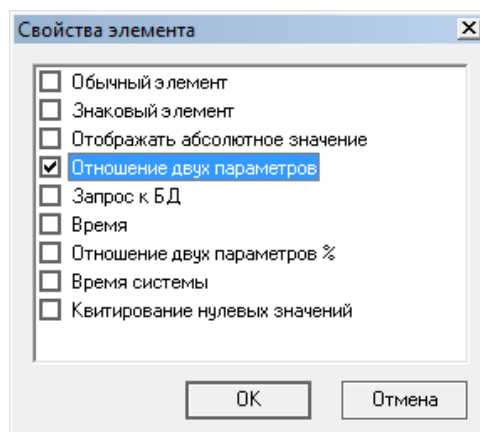 Свойства элемента
Обычный элемент
Знаковый элемент
Отображать абсолютное значение
Отношение двух параметров
Запрос к БД
Время
Отношение двух параметров %
Время системы
Квитирование нулевых значений
ОК Отмена